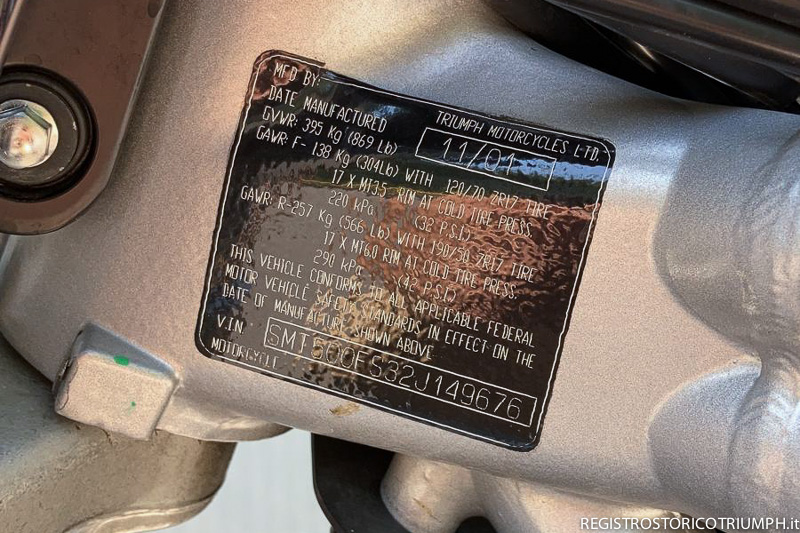 MFD BY: TRIUMPH MOTORCYCLES LTD.
DATE MANUFACTURED 11/01
GVWR: 395 Kg (869 lb)
GAWR: F- 138 Kg (304Lb) WITH 120/70 ZR17 TIRE
17 X MT3.5 RIM AT COLD TIRE PRESS.
220 kPa (32 P.S.I.)
GAWR: R-257 Kg (566 Lb) WITH 190/50 ZR17 TIRE
17 X MT6.0 RIM AT COLD TIRE PRESS.
290 kPa (42 P.S.I.)
THIS VEHICLE CONFORMS TO ALL APPLICABLE FEDERAL
MOTOR VEHICLE SAFETY STANDARDS IN EFFECT ON THE
DATE OF MANUFACTURE SHOWN ABOVE
V.I.N SMT600FS32J149676
MOTORCYCLE
REGISTROSTORICOTRIUMPH.it